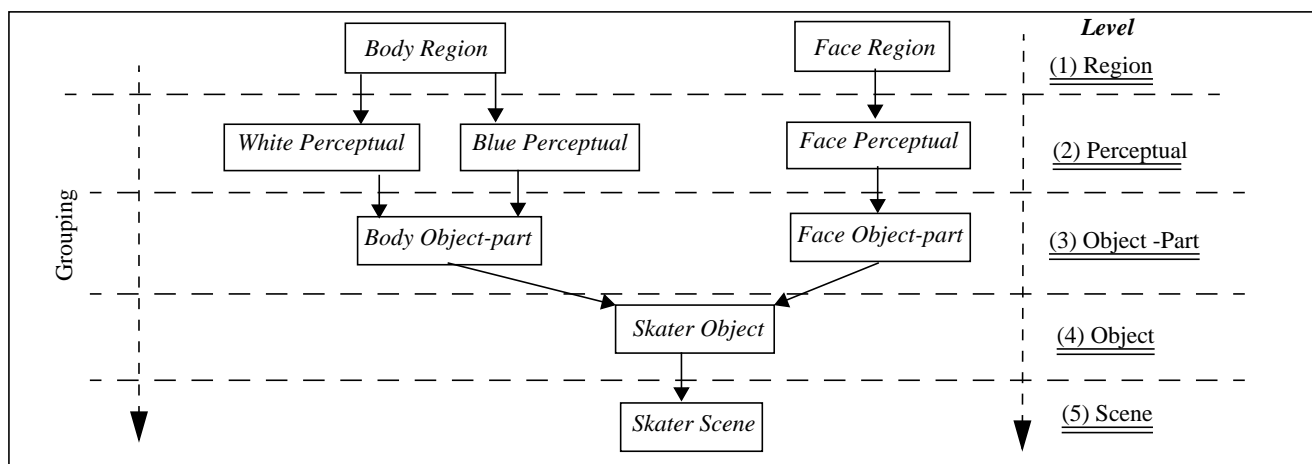 Level
Body Region
Face Region
(1) Region
White Perceptual
Blue Perceptual
Face Perceptual
(2) Perceptual
Grouping
Body Object-part
Face Object-part
(3) Object -Part
Skater Object
(4) Object
Skater Scene
(5) Scene